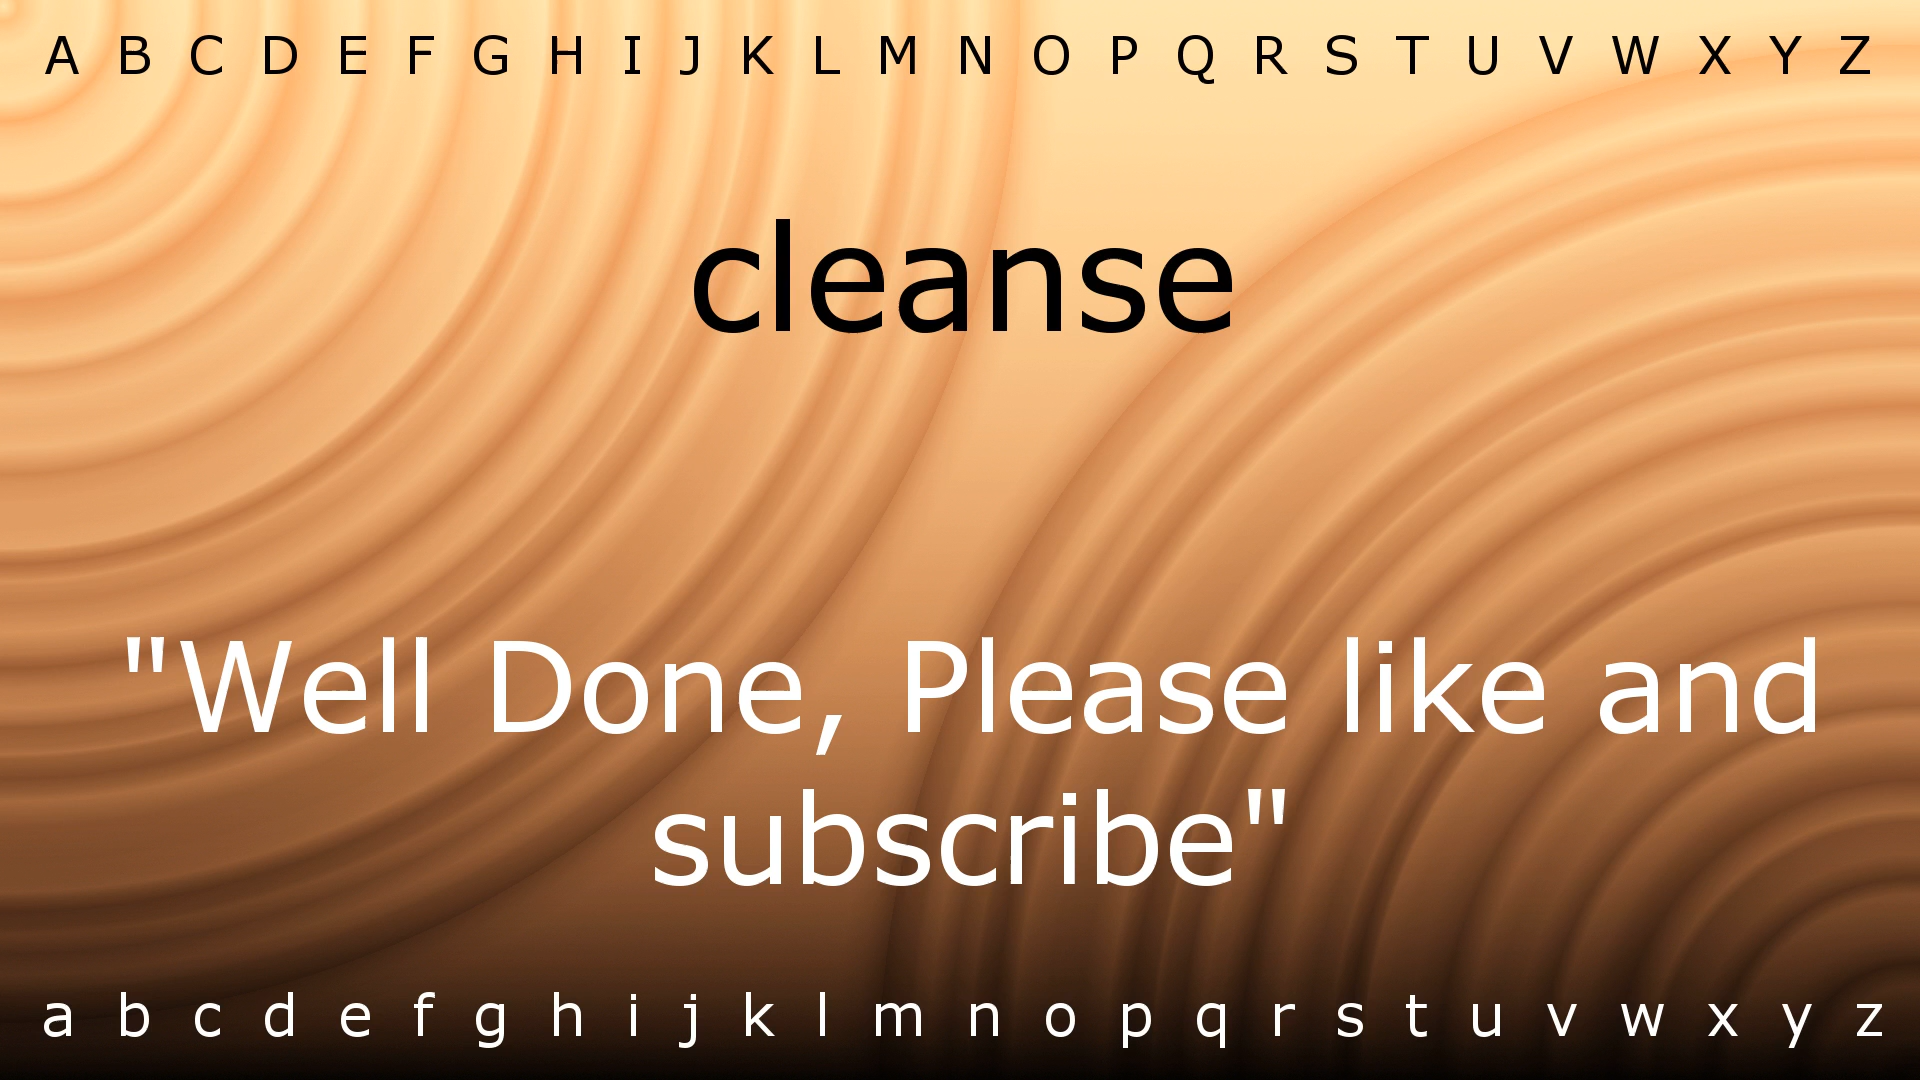 A B C D E F G H I J K L M N O P Q R S T U V W X Y Z
cleanse
"Well Done, Please like and
subscribe"
a b c d e f g h i j k l m n o p q r s t u v w x y z